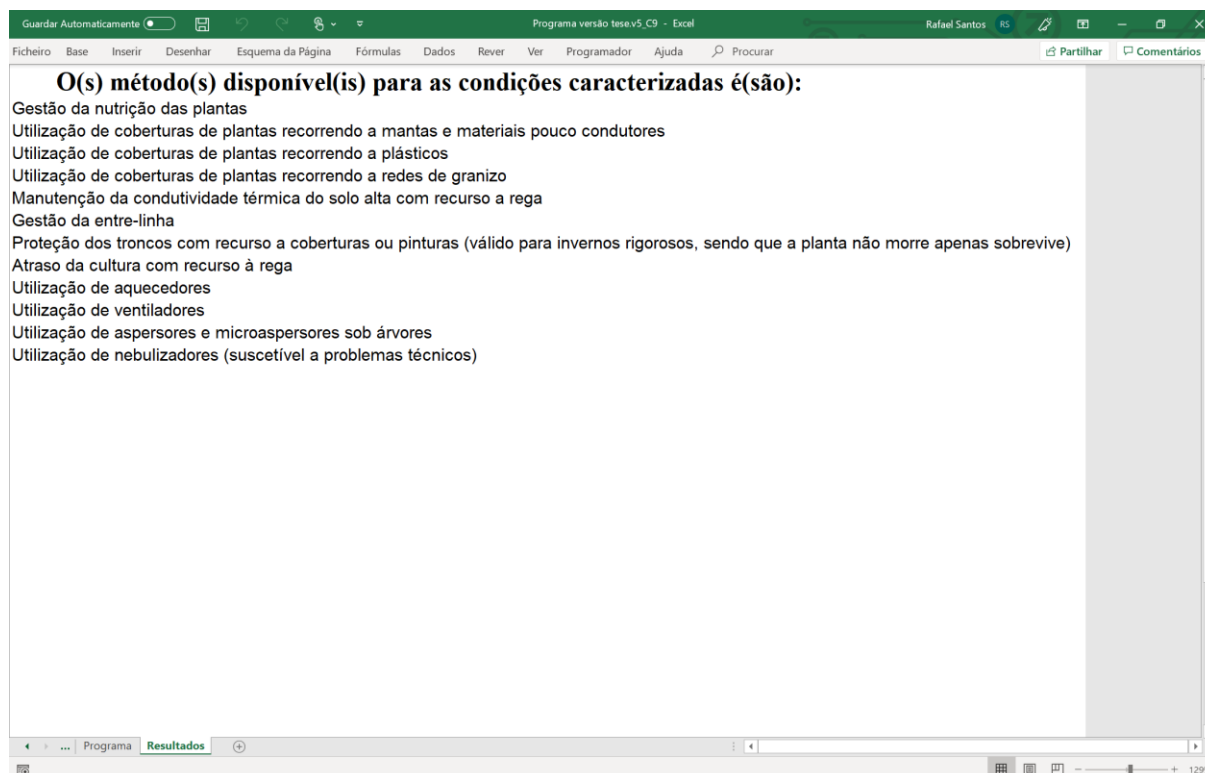 Guardar Automaticamente
Programa versão tese.v5_C9 - Excel
Rafael Santos RS
Ficheiro Base Inserir Desenhar Esquema da Página Fórmulas Dados Rever Ver Programador Ajuda Procurar Partilhar Comentários
O(s) método(s) disponível(is) para as condições caracterizadas é(são):
Gestão da nutrição das plantas
Utilização de coberturas de plantas recorrendo a mantas e materiais pouco condutores
Utilização de coberturas de plantas recorrendo a plásticos
Utilização de coberturas de plantas recorrendo a redes de granizo
Manutenção da condutividade térmica do solo alta com recurso a rega
Gestão da entre-linha
Proteção dos troncos com recurso a coberturas ou pinturas (válido para invernos rigorosos, sendo que a planta não morre apenas sobrevive)
Atraso da cultura com recurso à rega
Utilização de aquecedores
Utilização de ventiladores
Utilização de aspersores e microaspersores sob árvores
Utilização de nebulizadores (suscetível a problemas técnicos)
... Programa Resultados